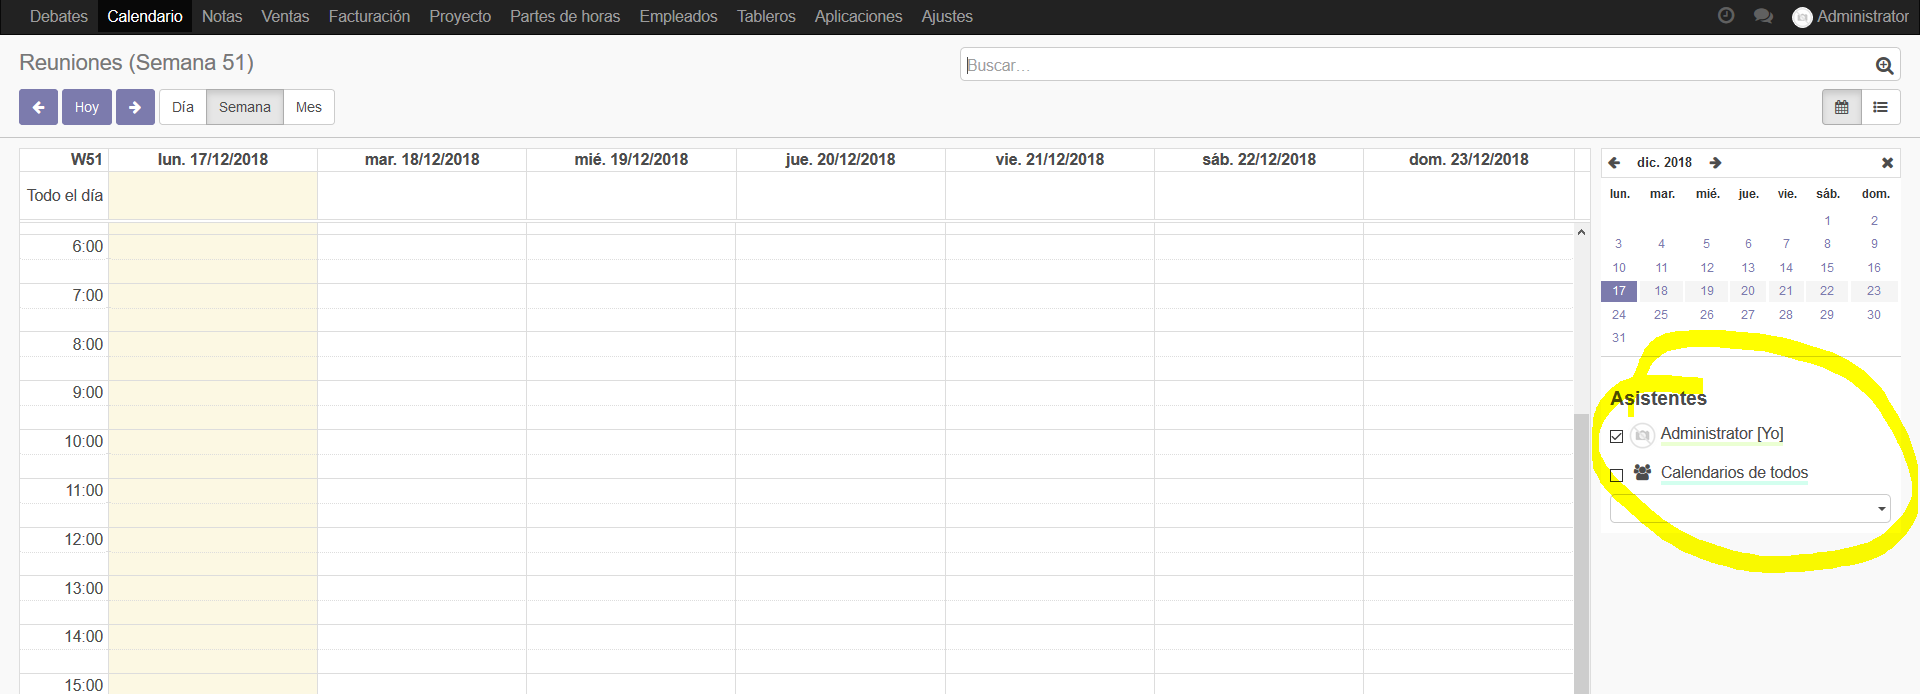 Debates Calendario Notas Ventas Facturación Proyecto Partes de horas Empleados Tableros Aplicaciones Ajustes Administrator
Reuniones (Semana 51)
Buscar...
Hoy Día Semana Mes
W51 lun. 17/12/2018 mar. 18/12/2018 mié. 19/12/2018 jue. 20/12/2018 vie. 21/12/2018 sáb. 22/12/2018 dom. 23/12/2018
Todo el día
6:00
7:00
8:00
9:00
10:00
11:00
12:00
13:00
14:00
15:00
dic. 2018
lun. mar. mié. jue. vie. sáb. dom.
1 2
3 4 5 6 7 8 9
10 11 12 13 14 15 16
17 18 19 20 21 22 23
24 25 26 27 28 29 30
31
Asistentes
Administrator [Yo]
Calendarios de todos